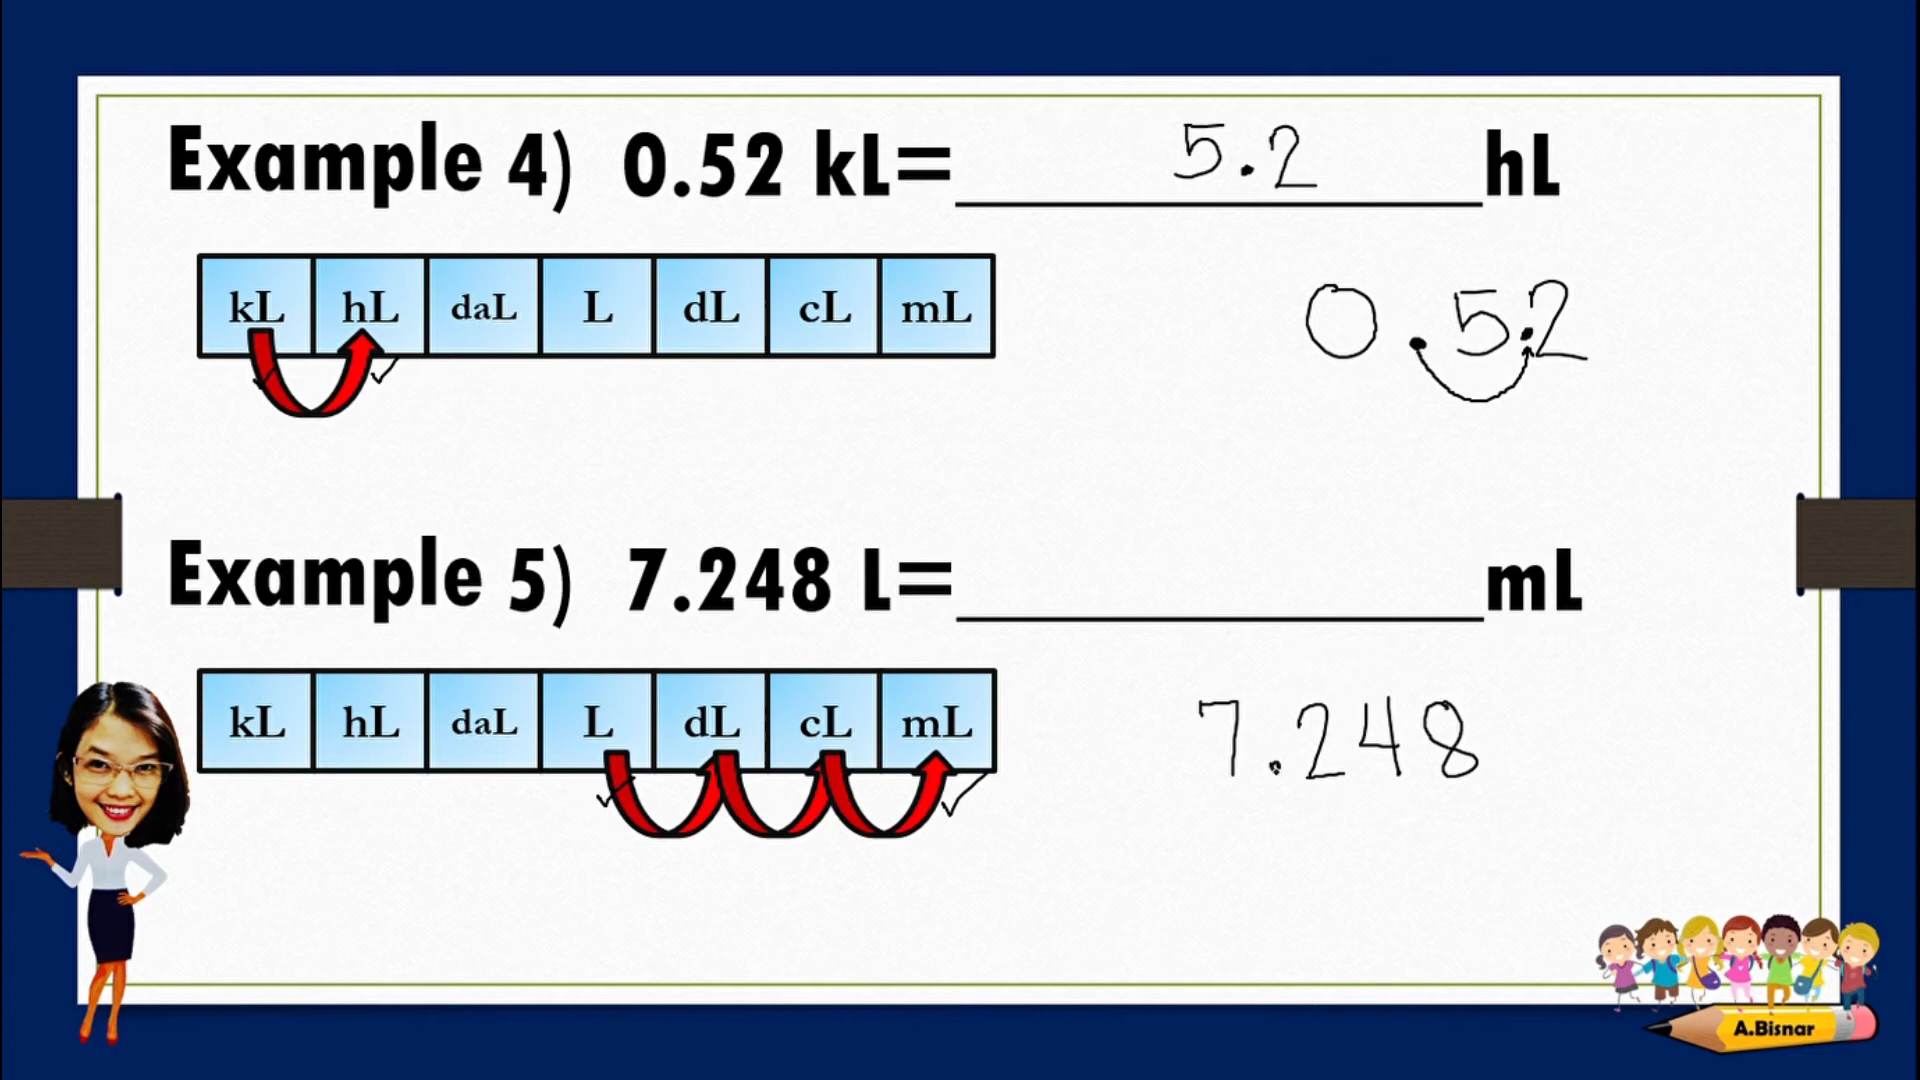 Example 4) 0.52 kL= 5.2 hL
kL hL daL L dL cL mL
0.52
Example 5) 7.248 L=____________mL
kL hL daL L dL cL mL
7.248
A.Bisnar